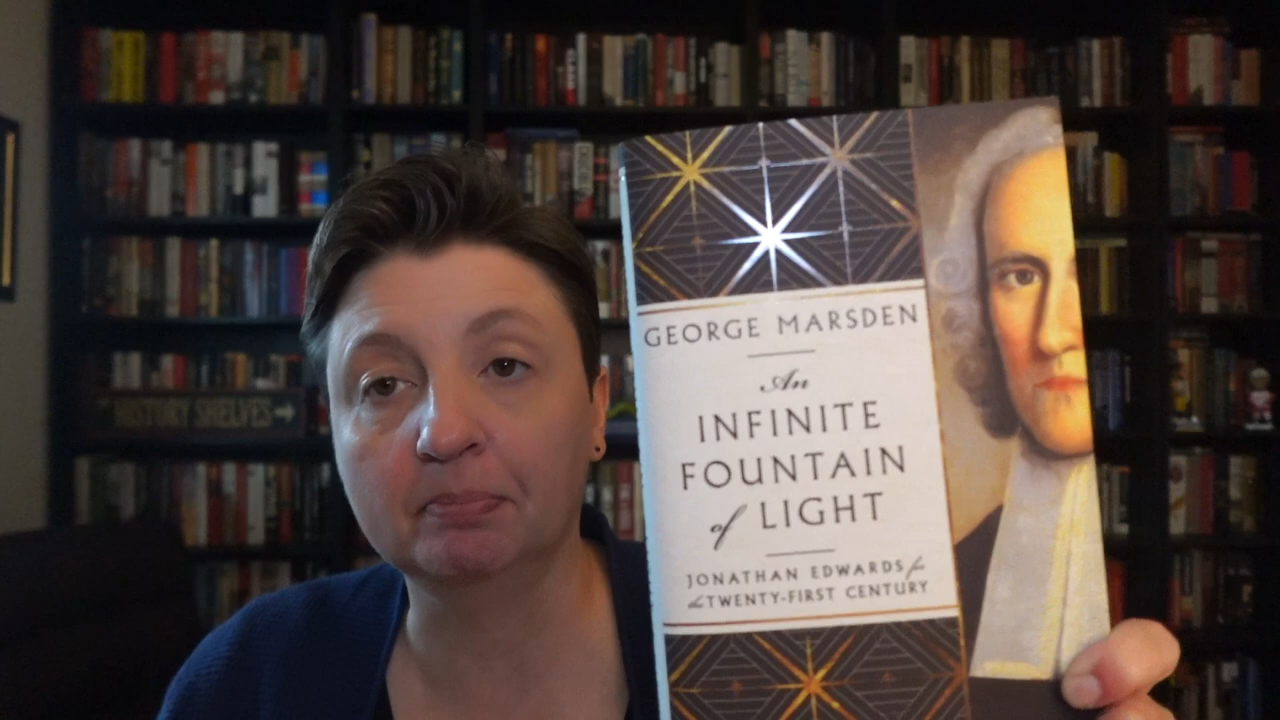 GEORGE MARSDEN
An
INFINITE
FOUNTAIN
of LIGHT
JONATHAN EDWARDS for
the TWENTY-FIRST CENTURY
HISTORY SHELVES →